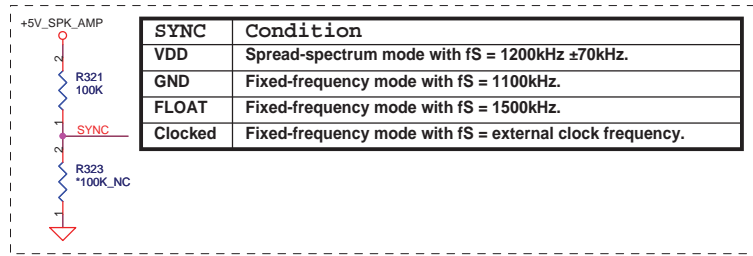 +5V_SPK_AMP
2
R321
100K
1
SYNC
2
R323
*100K_NC
1
SYNC Condition
VDD Spread-spectrum mode with fS = 1200kHz ±70kHz.
GND Fixed-frequency mode with fS = 1100kHz.
FLOAT Fixed-frequency mode with fS = 1500kHz.
Clocked Fixed-frequency mode with fS = external clock frequency.